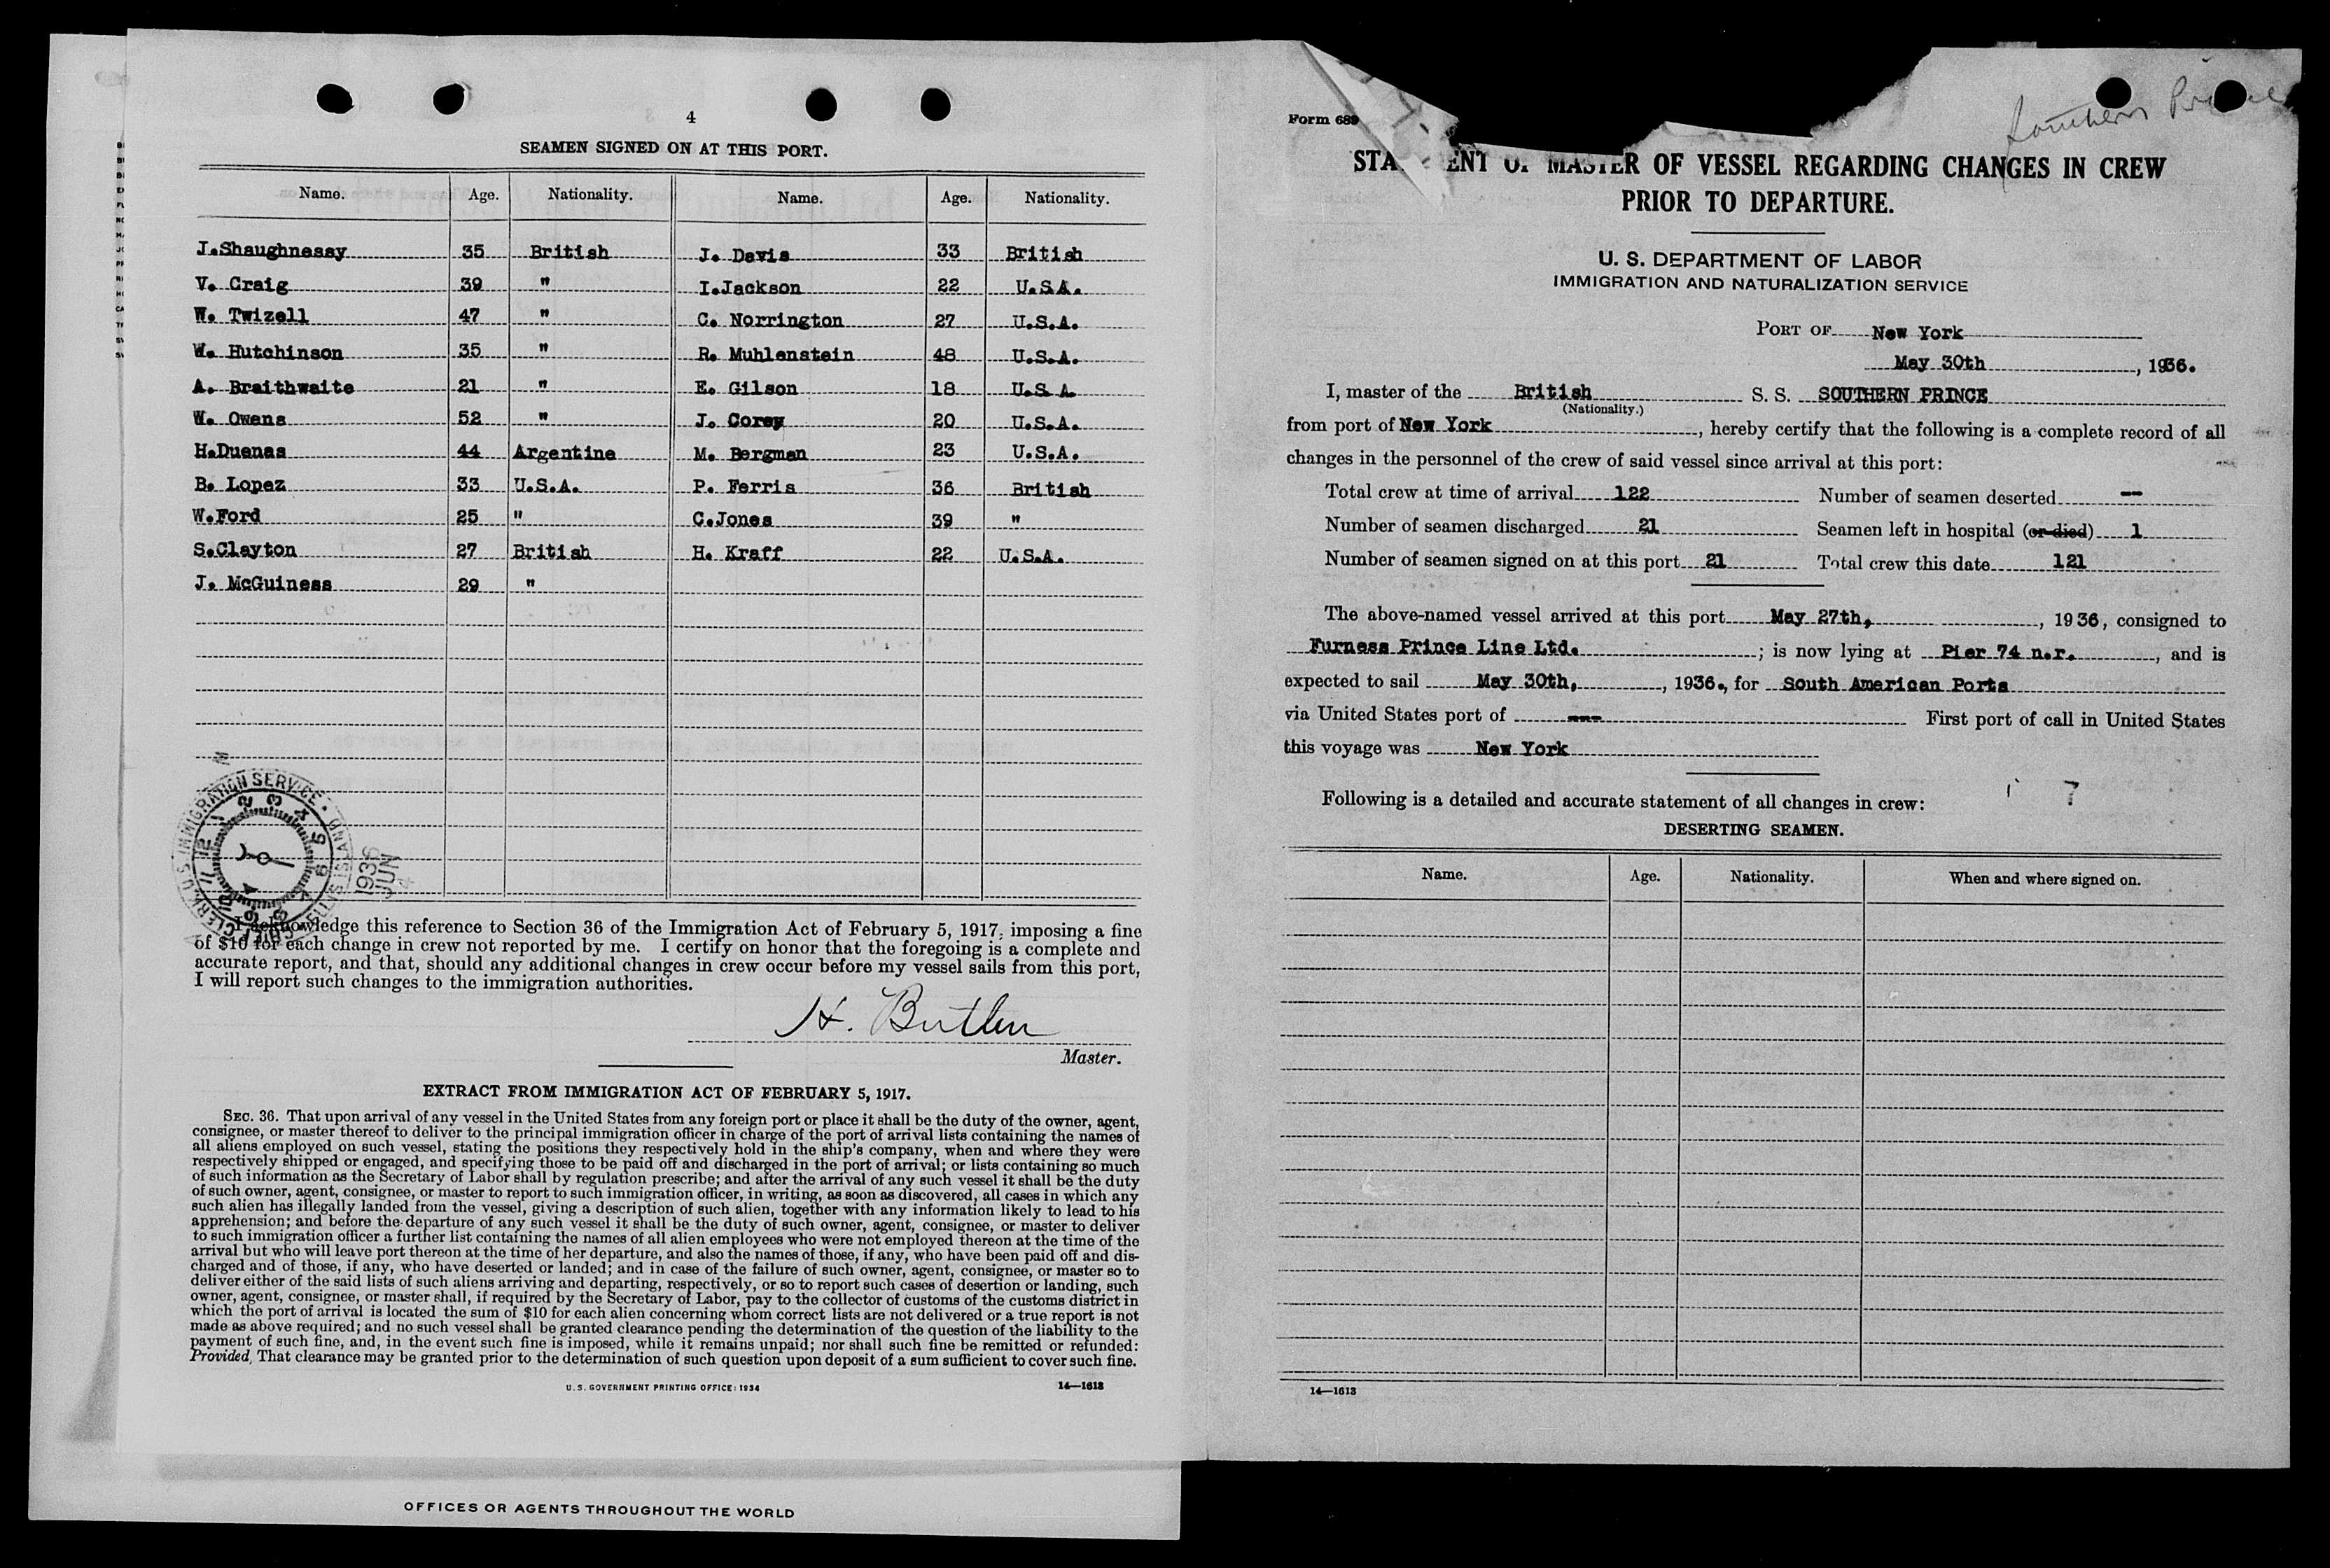 4
SEAMEN SIGNED ON AT THIS PORT.
Name. Age. Nationality. Name. Age. Nationality.
J.Shaughnessy 35 British J. Davis 33 British
V. Craig 39 " I.Jackson 22 U.S.A.
W. Twizell 47 " C. Norrington 27 U.S.A.
W. Hutchinson 35 " R. Muhlenstein 48 U.S.A.
A. Braithwaite 21 " E. Gilson 18 U.S.A.
W. Owens 52 " J. Corey 20 U.S.A.
H.Duenas 44 Argentine M. Bergman 23 U.S.A.
B. Lopez 33 U.S.A. P. Ferris 36 British
W.Ford 25 " C.Jones 39 "
S.Clayton 27 British H. Kraff 22 U.S.A.
J. McGuiness 29 "
U.S. IMMIGRATION SERVICE.
ELLIS ISLAND
1936
JUN
4
I acknowledge this reference to Section 36 of the Immigration Act of February 5, 1917, imposing a fine
of $10 for each change in crew not reported by me. I certify on honor that the foregoing is a complete and
accurate report, and that, should any additional changes in crew occur before my vessel sails from this port,
I will report such changes to the immigration authorities.
H. Butler
Master.
EXTRACT FROM IMMIGRATION ACT OF FEBRUARY 5, 1917.
SEC. 36. That upon arrival of any vessel in the United States from any foreign port or place it shall be the duty of the owner, agent,
consignee, or master thereof to deliver to the principal immigration officer in charge of the port of arrival lists containing the names of
all aliens employed on such vessel, stating the positions they respectively hold in the ship's company, when and where they were
respectively shipped or engaged, and specifying those to be paid off and discharged in the port of arrival; or lists containing so much
of such information as the Secretary of Labor shall by regulation prescribe; and after the arrival of any such vessel it shall be the duty
of such owner, agent, consignee, or master to report to such immigration officer, in writing, as soon as discovered, all cases in which any
such alien has illegally landed from the vessel, giving a description of such alien, together with any information likely to lead to his
apprehension; and before the departure of any such vessel it shall be the duty of such owner, agent, consignee, or master to deliver
to such immigration officer a further list containing the names of all alien employees who were not employed thereon at the time of the
arrival but who will leave port thereon at the time of her departure, and also the names of those, if any, who have been paid off and dis-
charged and of those, if any, who have deserted or landed; and in case of the failure of such owner, agent, consignee, or master so to
deliver either of the said lists of such aliens arriving and departing, respectively, or so to report such cases of desertion or landing, such
owner, agent, consignee, or master shall, if required by the Secretary of Labor, pay to the collector of customs of the customs district in
which the port of arrival is located the sum of $10 for each alien concerning whom correct lists are not delivered or a true report is not
made as above required; and no such vessel shall be granted clearance pending the determination of the question of the liability to the
payment of such fine, and, in the event such fine is imposed, while it remains unpaid; nor shall such fine be remitted or refunded:
Provided, That clearance may be granted prior to the determination of such question upon deposit of a sum sufficient to cover such fine.
U. S. GOVERNMENT PRINTING OFFICE: 1934 14—1613
OFFICES OR AGENTS THROUGHOUT THE WORLD
Southern Prince
Form 689
STATEMENT OF MASTER OF VESSEL REGARDING CHANGES IN CREW
PRIOR TO DEPARTURE.
U. S. DEPARTMENT OF LABOR
IMMIGRATION AND NATURALIZATION SERVICE
PORT OF New York
May 30th, 1936.
I, master of the British S. S. SOUTHERN PRINCE
(Nationality.)
from port of New York, hereby certify that the following is a complete record of all
changes in the personnel of the crew of said vessel since arrival at this port:
Total crew at time of arrival 122 Number of seamen deserted --
Number of seamen discharged 21 Seamen left in hospital (or died) 1
Number of seamen signed on at this port 21 Total crew this date 121
The above-named vessel arrived at this port May 27th, 1936, consigned to
Furness Prince Line Ltd.; is now lying at Pier 74 n.r., and is
expected to sail May 30th, 1936., for South American Ports
via United States port of --- First port of call in United States
this voyage was New York
Following is a detailed and accurate statement of all changes in crew:
DESERTING SEAMEN.
Name. Age. Nationality. When and where signed on.
14—1613